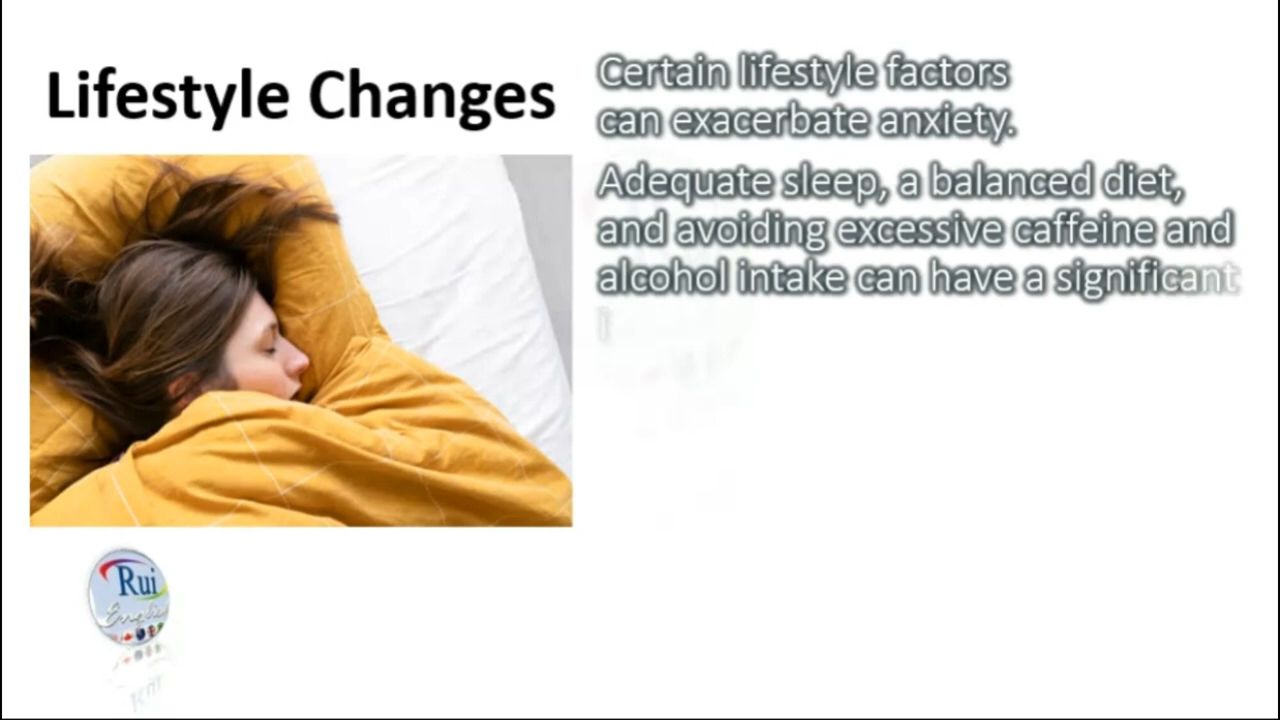 Lifestyle Changes
Certain lifestyle factors
can exacerbate anxiety.
Adequate sleep, a balanced diet,
and avoiding excessive caffeine and
alcohol intake can have a significant
i
Rui
English